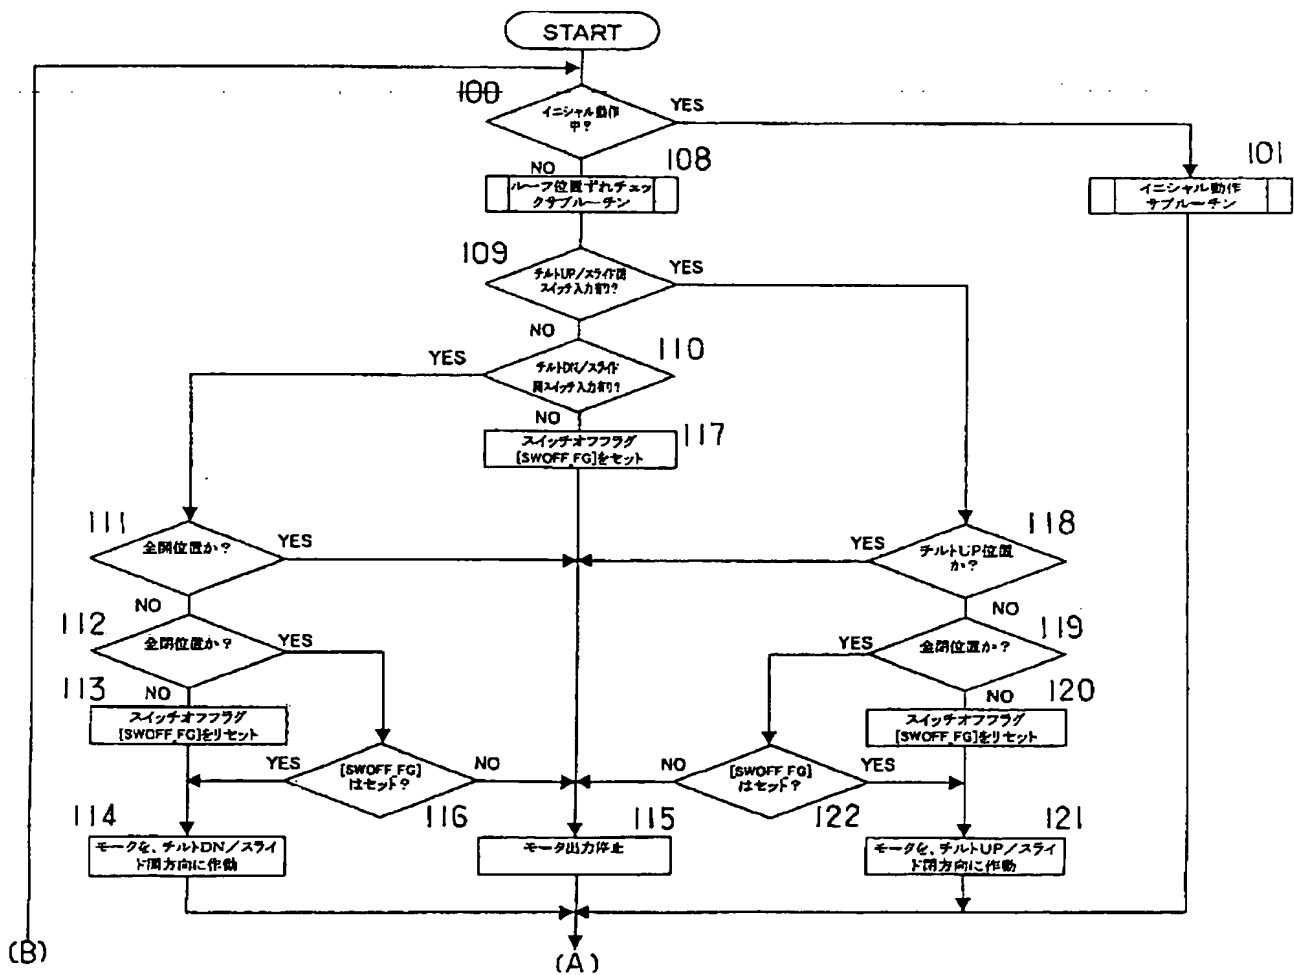 START
100
イニシャル動作
中?
YES
NO
108
ルーフ位置ずれチェッ
クサブルーチン
101
イニシャル動作
サブルーチン
109
チルトUP/スライド閉
スイッチ入力有り?
YES
NO
110
YES
チルトDN/スライド
開スイッチ入力有り?
NO
117
スイッチオフフラグ
[SWOFF_FG]をセット
111
全開位置か?
YES
NO
118
チルトUP位置
か?
YES
NO
112
全閉位置か?
YES
NO
119
全閉位置か?
YES
NO
113
スイッチオフフラグ
[SWOFF_FG]をリセット
120
スイッチオフフラグ
[SWOFF_FG]をリセット
YES
[SWOFF_FG]
はセット?
NO
116
NO
[SWOFF_FG]
はセット?
YES
122
114
モータを、チルトDN/スライ
ド開方向に作動
115
モータ出力停止
121
モータを、チルトUP/スライ
ド閉方向に作動
(B)
(A)